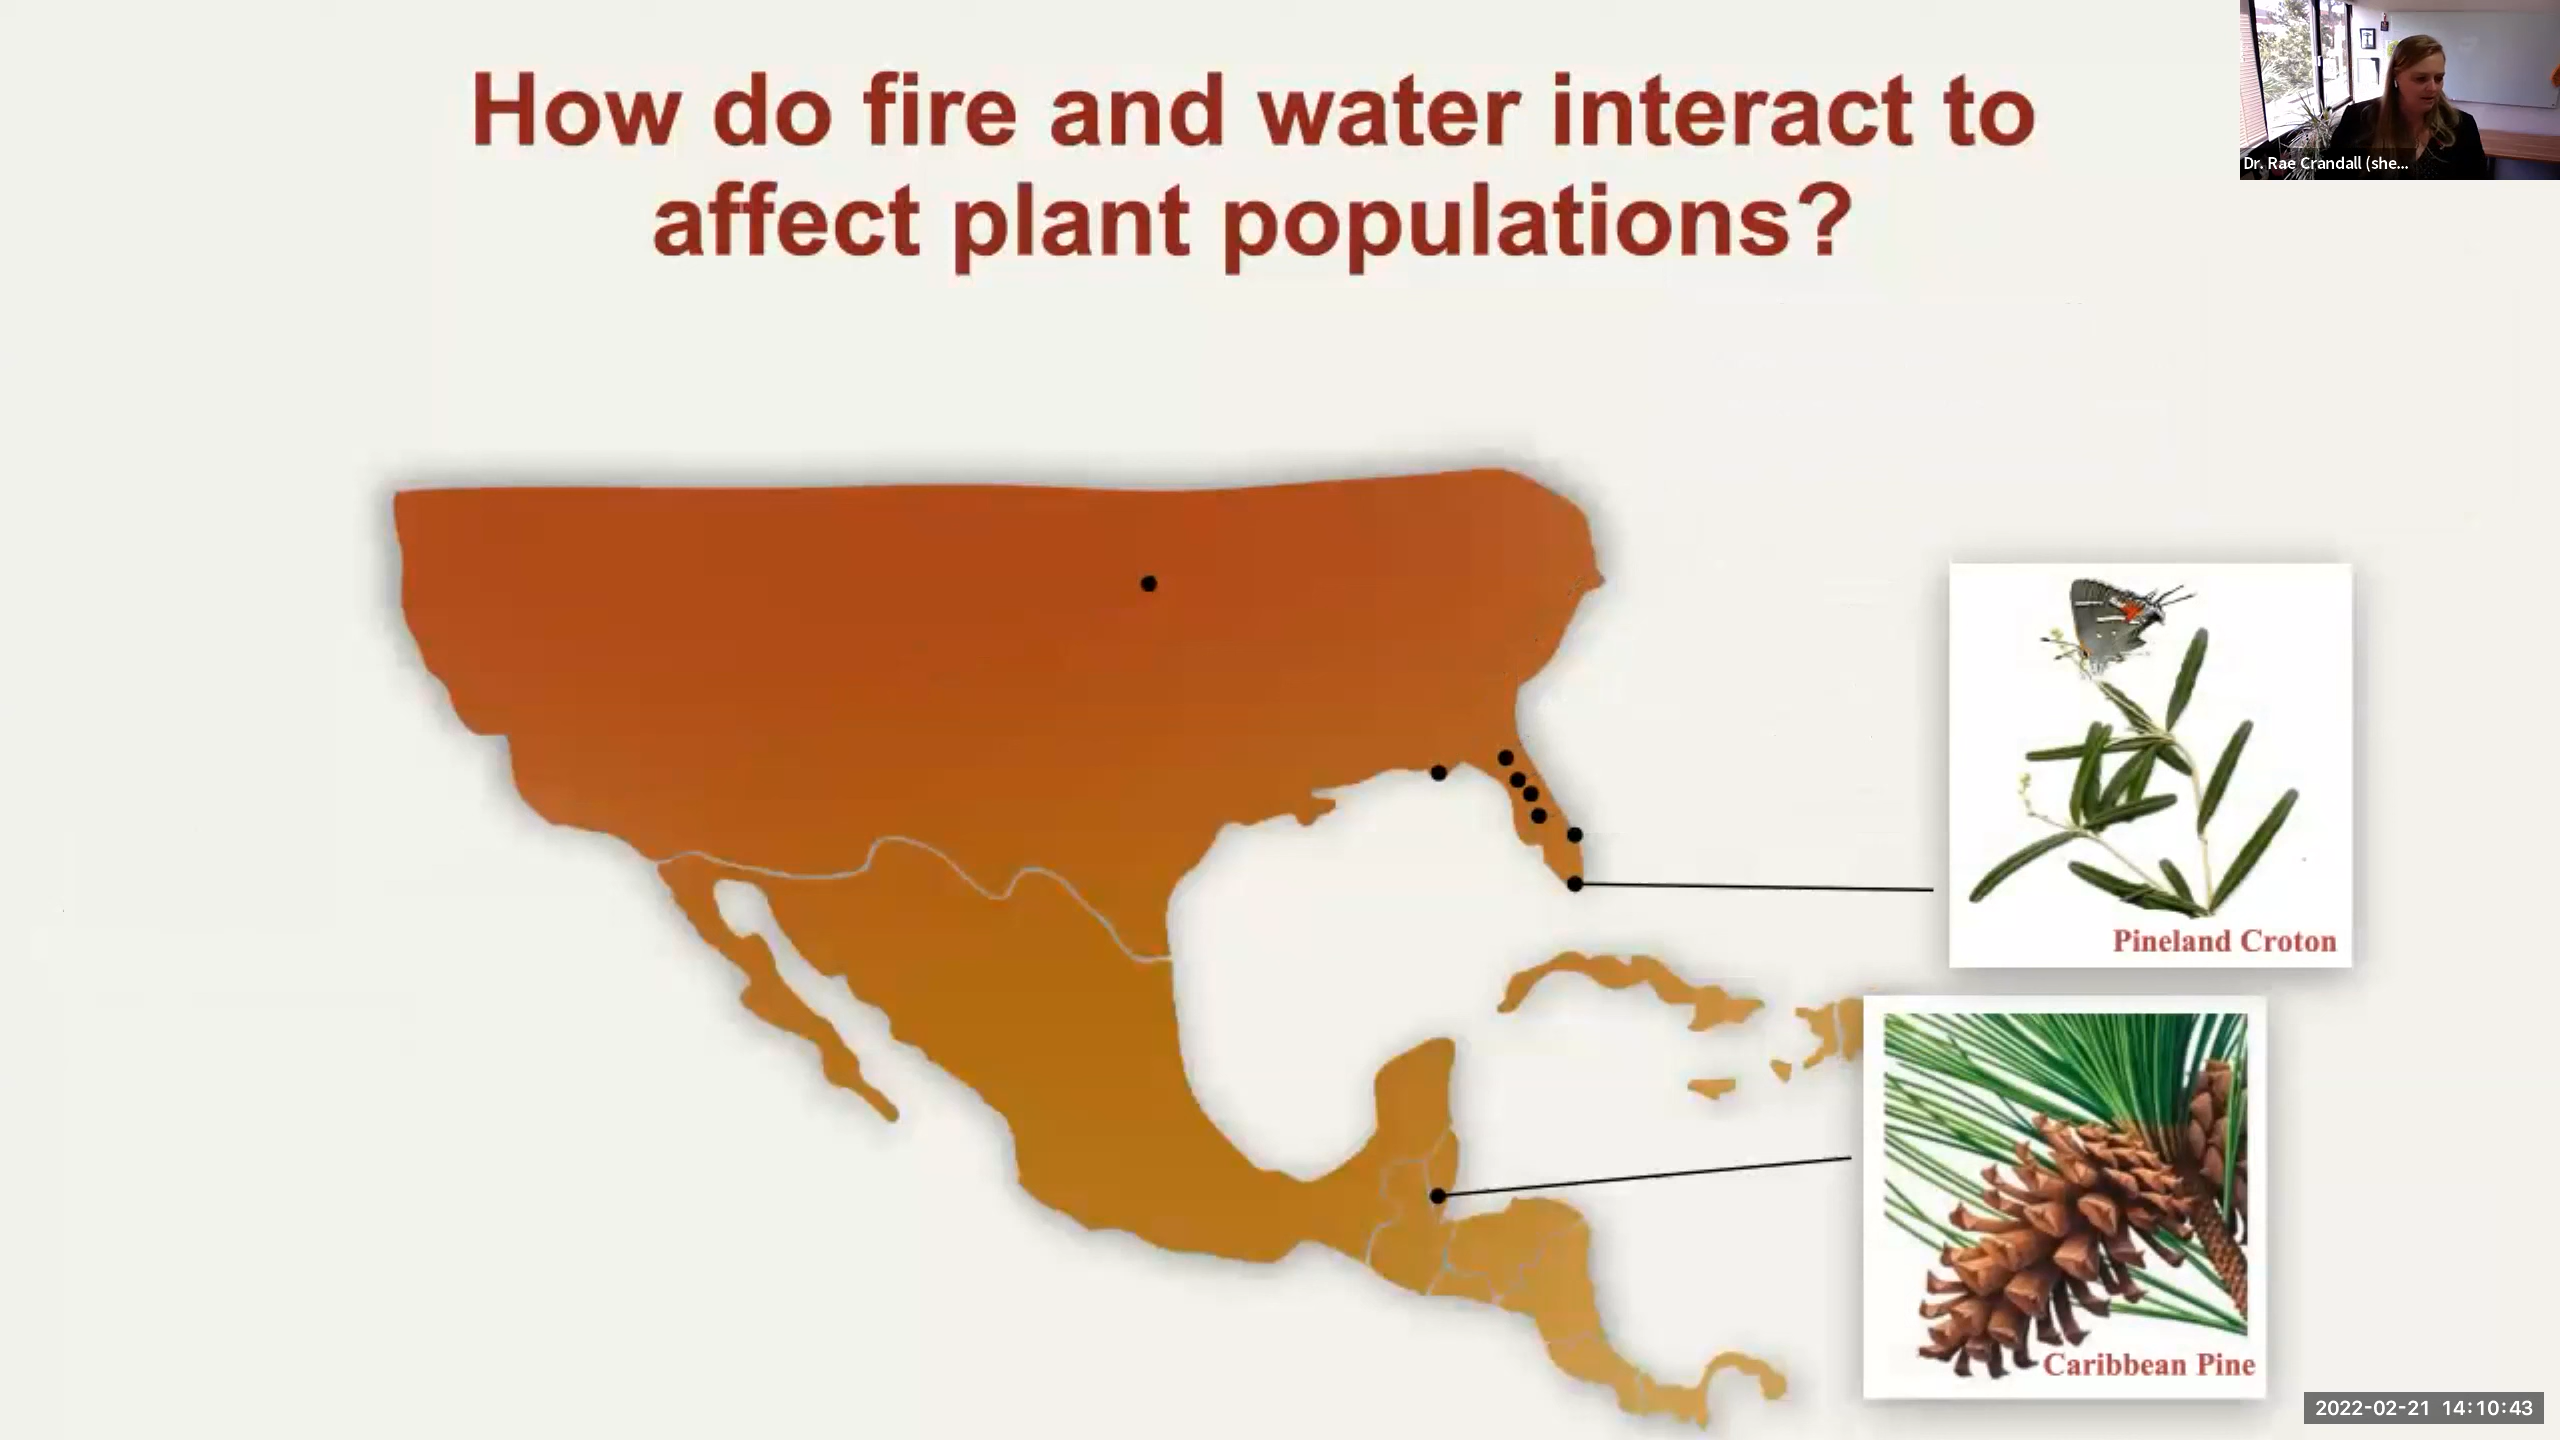 How do fire and water interact to
affect plant populations?
Dr. Rae Crandall (she...
Pineland Croton
Caribbean Pine
2022-02-21 14:10:43